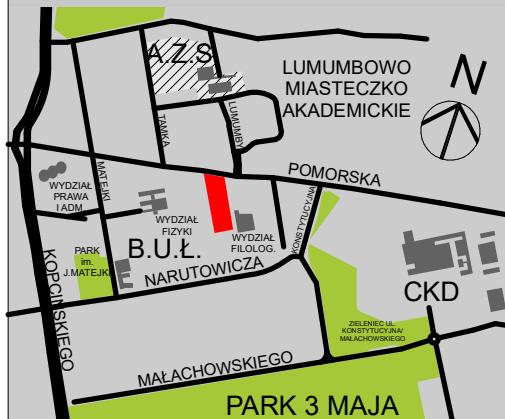 A.Z.S
LUMUMBOWO
MIASTECZKO
AKADEMICKIE
N
TAMKA
LUMUMBY
MATEJKI
POMORSKA
WYDZIAŁ
PRAWA
I ADM
WYDZIAŁ
FIZYKI
WYDZIAŁ
FILOLOG.
KONSTYTUCYJNA
B.U.Ł.
PARK
im.
J.MATEJKI
NARUTOWICZA
KOPCIŃSKIEGO
CKD
ZIELENIEC UL.
KONSTYTUCYJNA/
MAŁACHOWSKIEGO
MAŁACHOWSKIEGO
PARK 3 MAJA